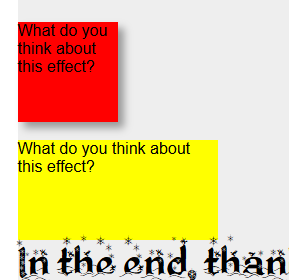 What do you
think about
this effect?
What do you think about
this effect?
In the end, than